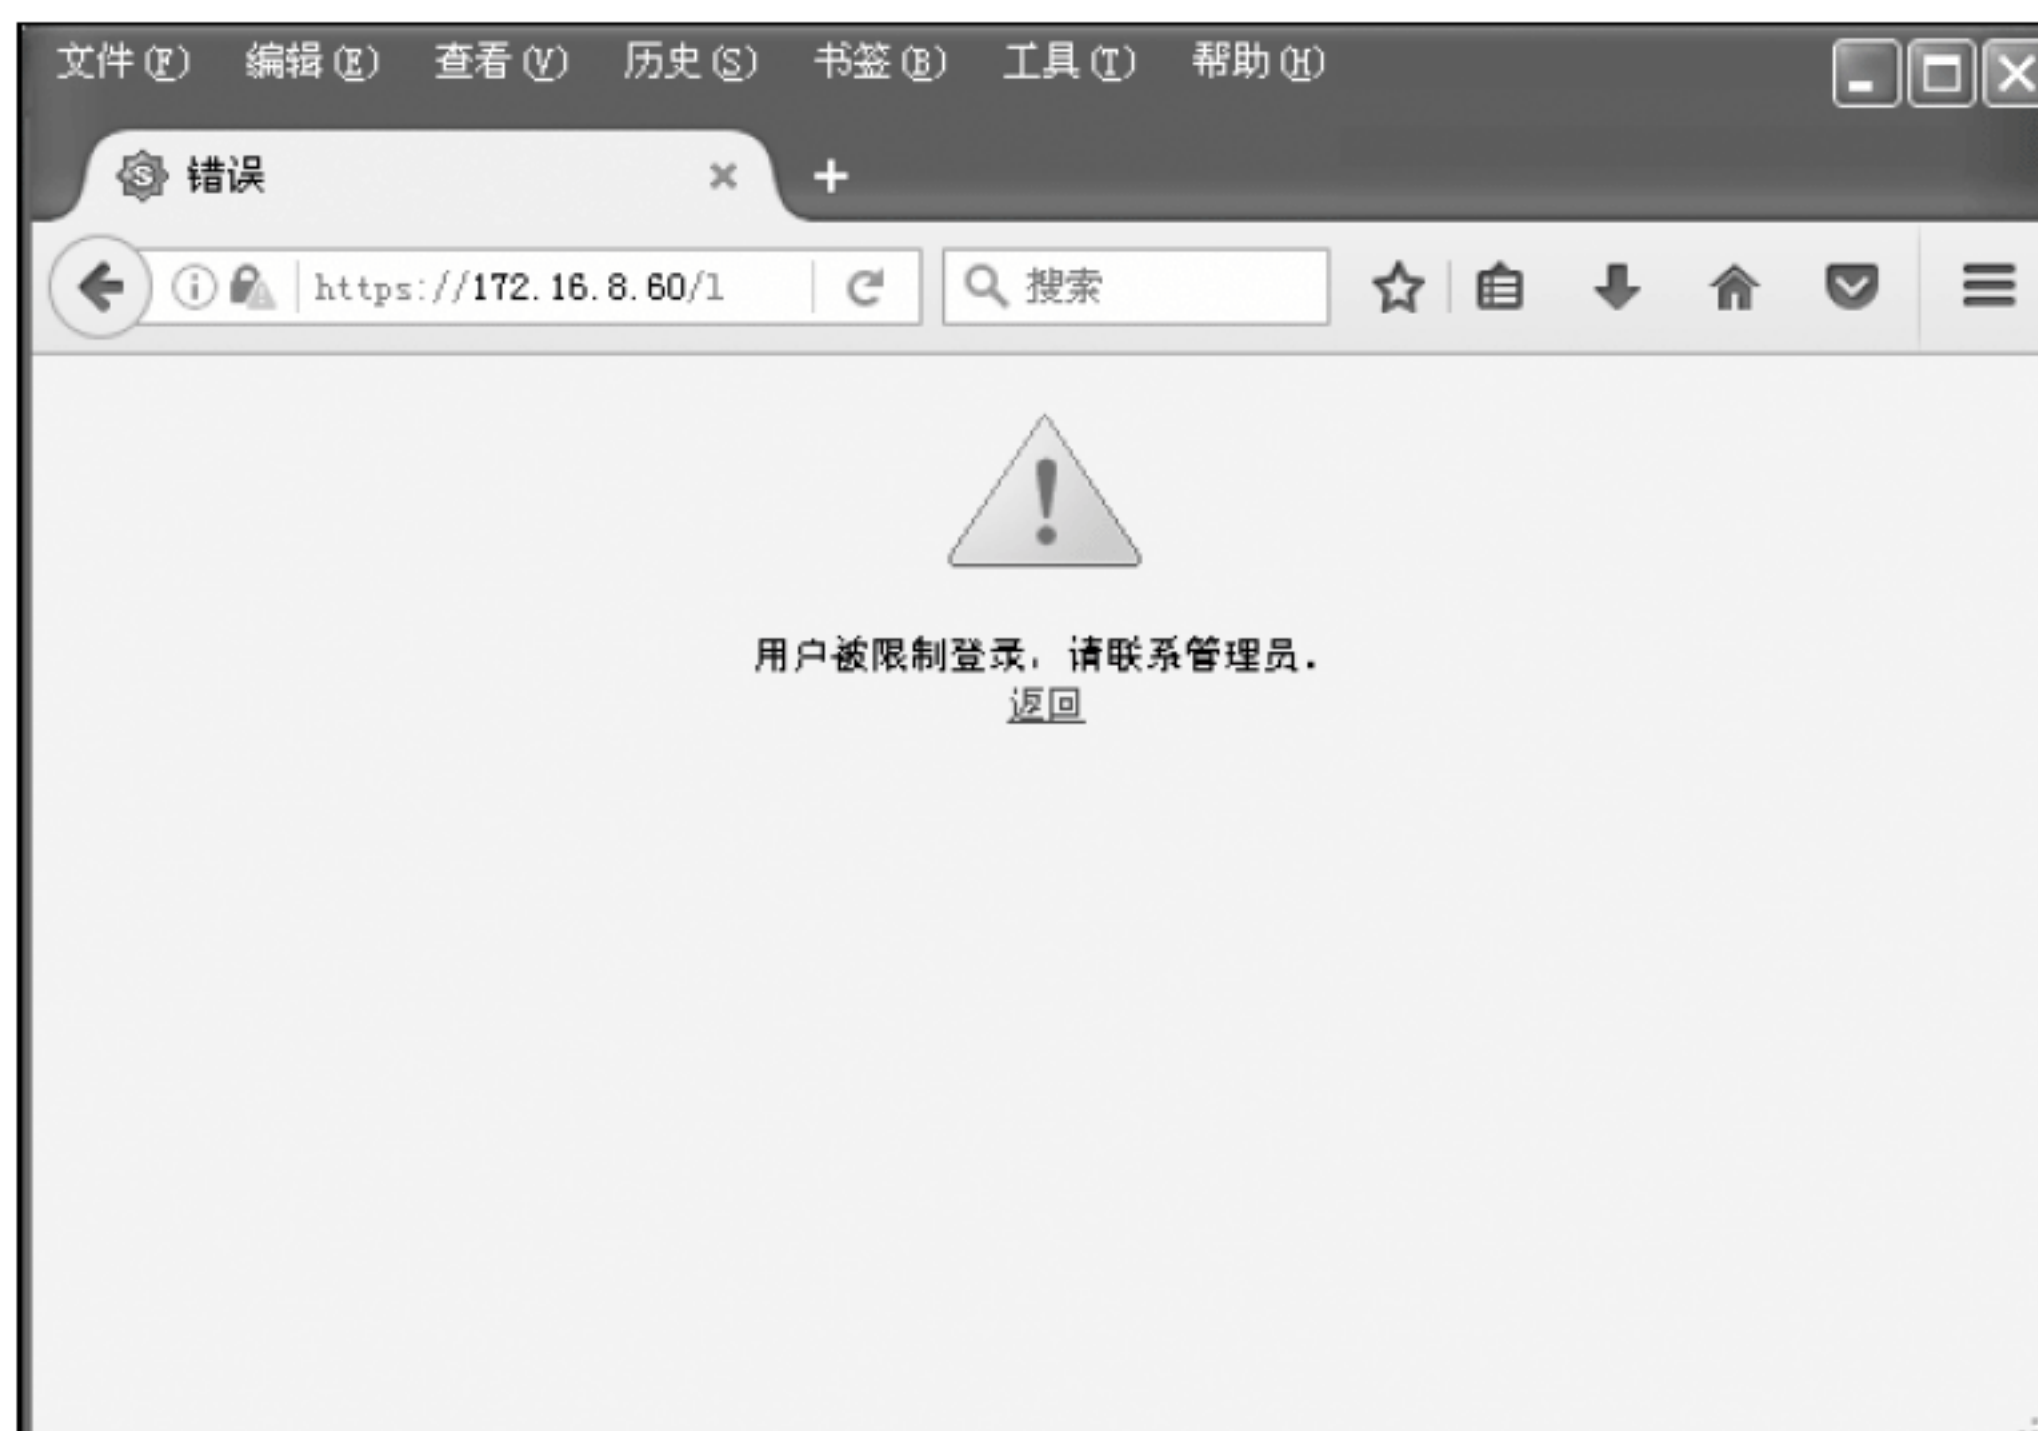 文件(F) 编辑(E) 查看(V) 历史(S) 书签(B) 工具(T) 帮助(H)
错误
https://172.16.8.60/l 搜索
用户被限制登录，请联系管理员.
返回